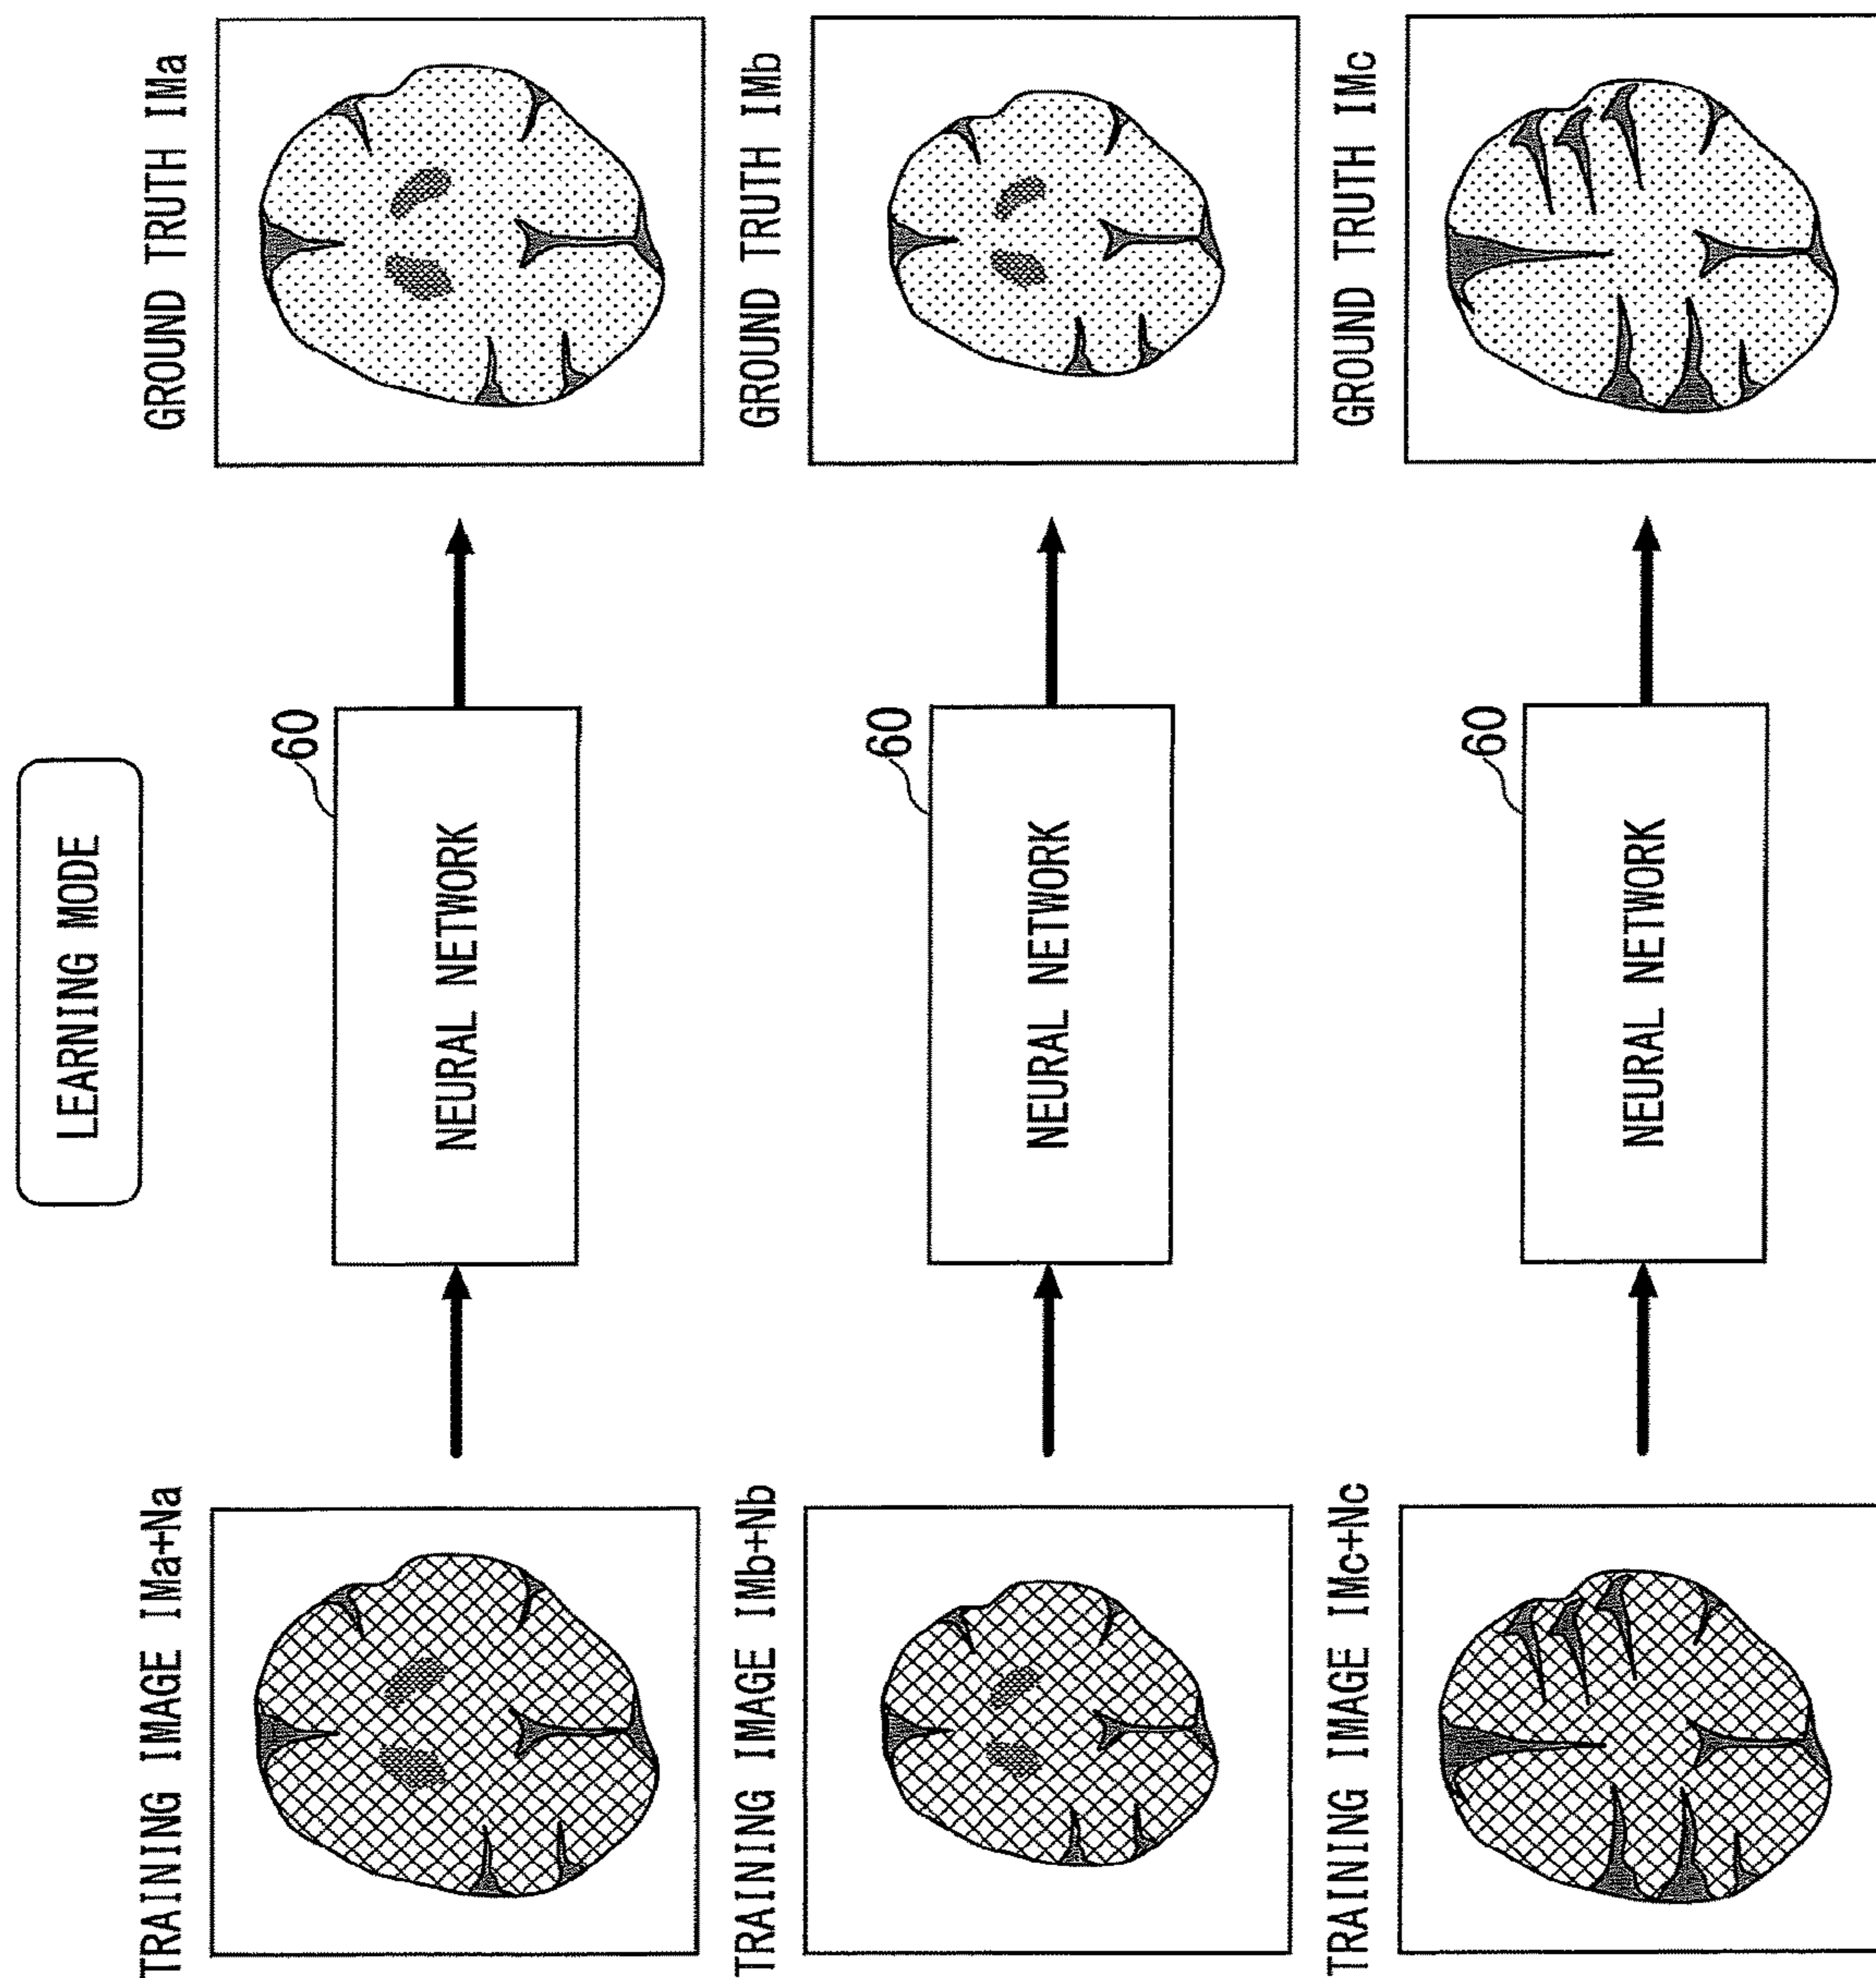 LEARNING MODE
TRAINING IMAGE IMa+Na
60
NEURAL NETWORK
GROUND TRUTH IMa
TRAINING IMAGE IMb+Nb
60
NEURAL NETWORK
GROUND TRUTH IMb
TRAINING IMAGE IMc+Nc
60
NEURAL NETWORK
GROUND TRUTH IMc